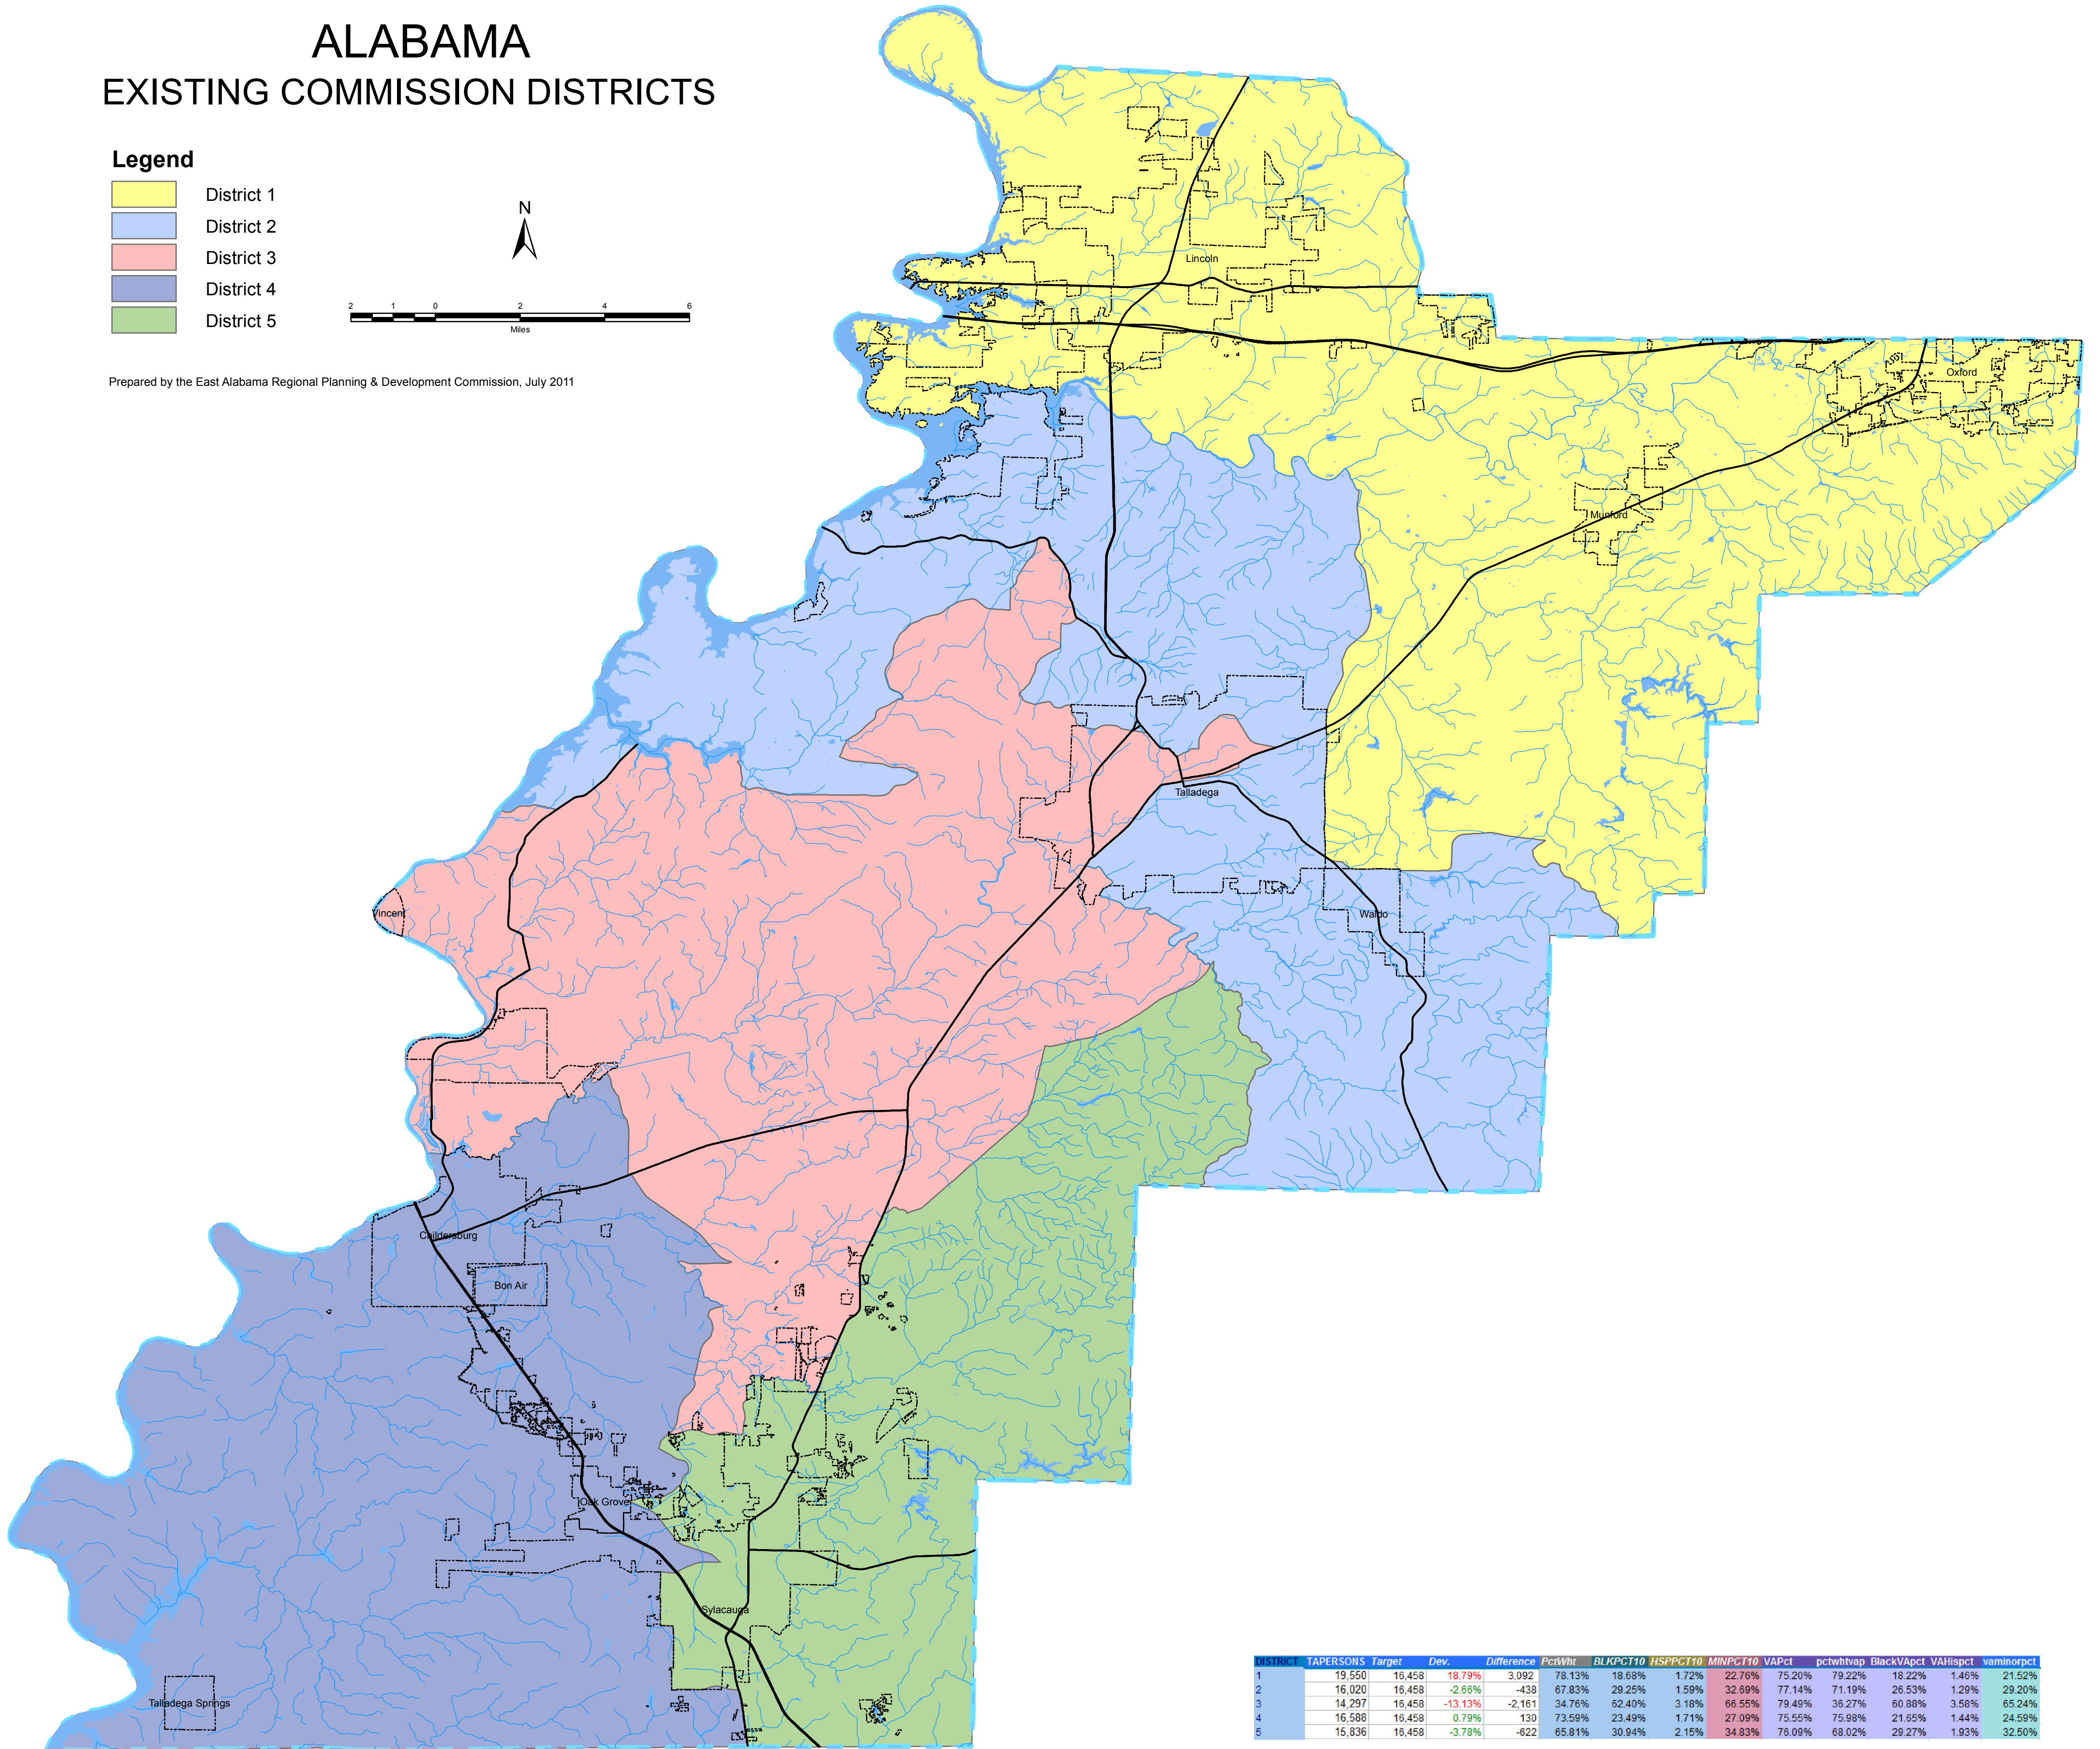 ALABAMA
EXISTING COMMISSION DISTRICTS
Legend
District 1
District 2
District 3
District 4
District 5
N
2 1 0 2 4 6
Miles
Prepared by the East Alabama Regional Planning & Development Commission, July 2011
Lincoln
Oxford
Munford
Talladega
Vincent
Waldo
Childersburg
Bon Air
Oak Grove
Sylacauga
Talladega Springs
DISTRICT TAPERSONS Target Dev. Difference PctWht BLKPCT10 HSPPCT10 MINPCT10 VAPct pctwhtvap BlackVApct VAHispct vaminorpct
1 19,550 16,458 18.79% 3,092 78.13% 18.68% 1.72% 22.76% 75.20% 79.22% 18.22% 1.46% 21.52%
2 16,020 16,458 -2.66% -438 67.83% 29.25% 1.59% 32.69% 77.14% 71.19% 26.53% 1.29% 29.20%
3 14,297 16,458 -13.13% -2,161 34.76% 62.40% 3.18% 66.55% 79.49% 36.27% 60.88% 3.58% 65.24%
4 16,588 16,458 0.79% 130 73.59% 23.49% 1.71% 27.09% 75.55% 75.98% 21.65% 1.44% 24.59%
5 15,836 16,458 -3.78% -622 65.81% 30.94% 2.15% 34.83% 76.09% 68.02% 29.27% 1.93% 32.50%